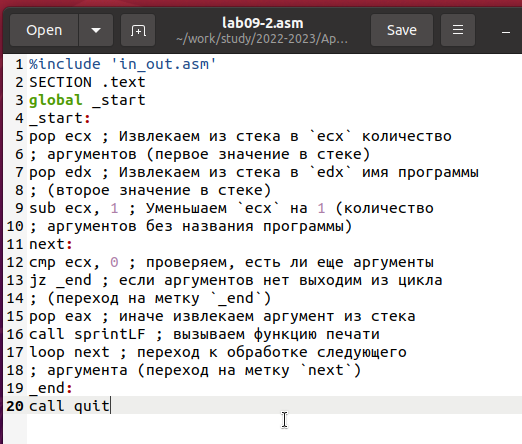 Open
lab09-2.asm
~/work/study/2022-2023/Ap...
Save
1 %include 'in_out.asm'
2 SECTION .text
3 global _start
4 _start:
5 pop ecx ; Извлекаем из стека в `ecx` количество
6 ; аргументов (первое значение в стеке)
7 pop edx ; Извлекаем из стека в `edx` имя программы
8 ; (второе значение в стеке)
9 sub ecx, 1 ; Уменьшаем `ecx` на 1 (количество
10 ; аргументов без названия программы)
11 next:
12 cmp ecx, 0 ; проверяем, есть ли еще аргументы
13 jz _end ; если аргументов нет выходим из цикла
14 ; (переход на метку `_end`)
15 pop eax ; иначе извлекаем аргумент из стека
16 call sprintLF ; вызываем функцию печати
17 loop next ; переход к обработке следующего
18 ; аргумента (переход на метку `next`)
19 _end:
20 call quit